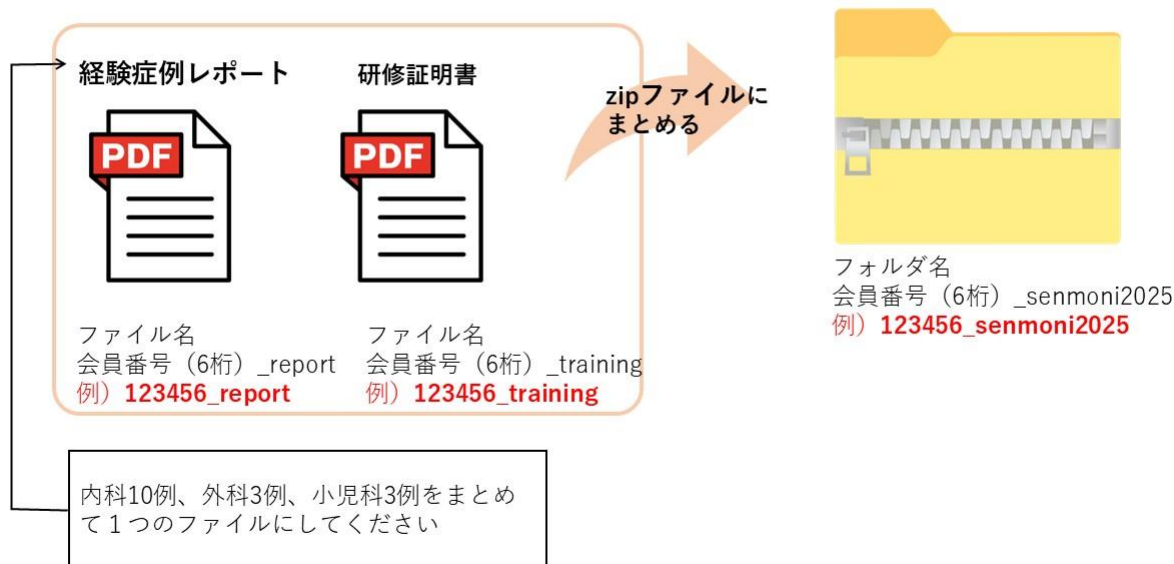 経験症例レポート
研修証明書
PDF
PDF
ファイル名
会員番号（6桁）_report
例）123456_report
ファイル名
会員番号（6桁）_training
例）123456_training
zipファイルに
まとめる
フォルダ名
会員番号（6桁）_senmoni2025
例）123456_senmoni2025
内科10例、外科3例、小児科3例をまとめ
て１つのファイルにしてください